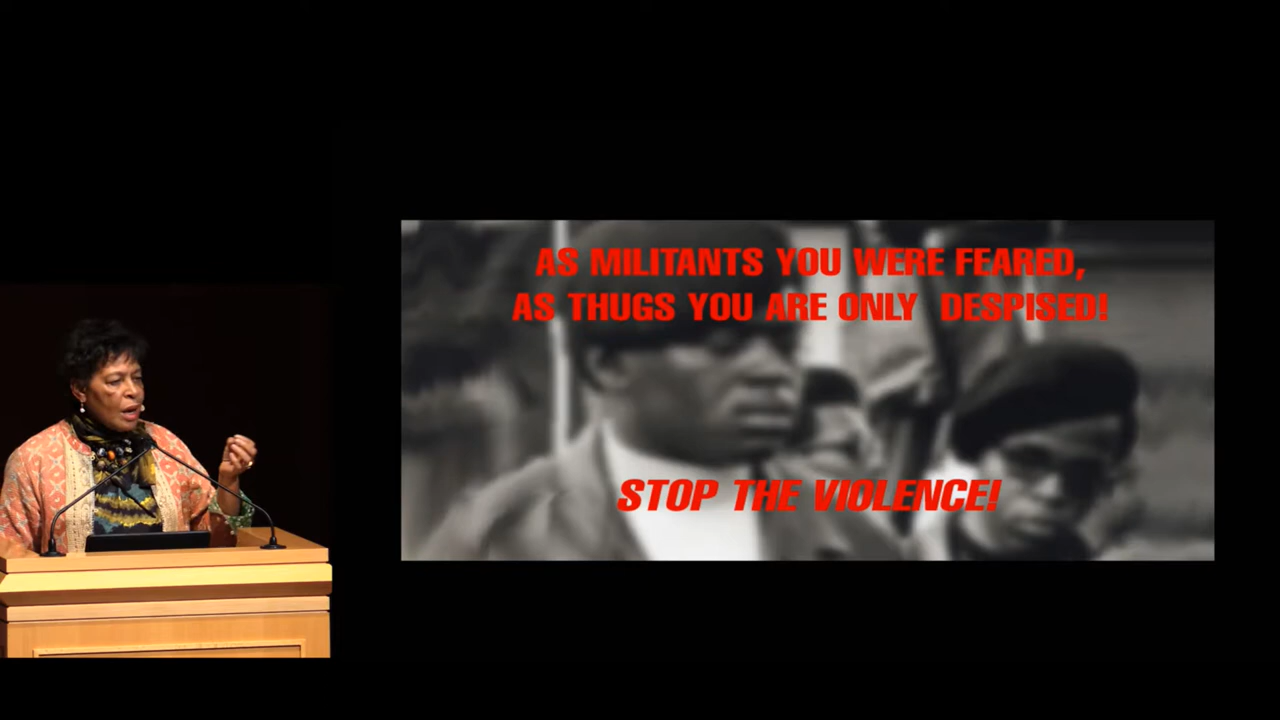 AS MILITANTS YOU WERE FEARED,
AS THUGS YOU ARE ONLY DESPISED!
STOP THE VIOLENCE!